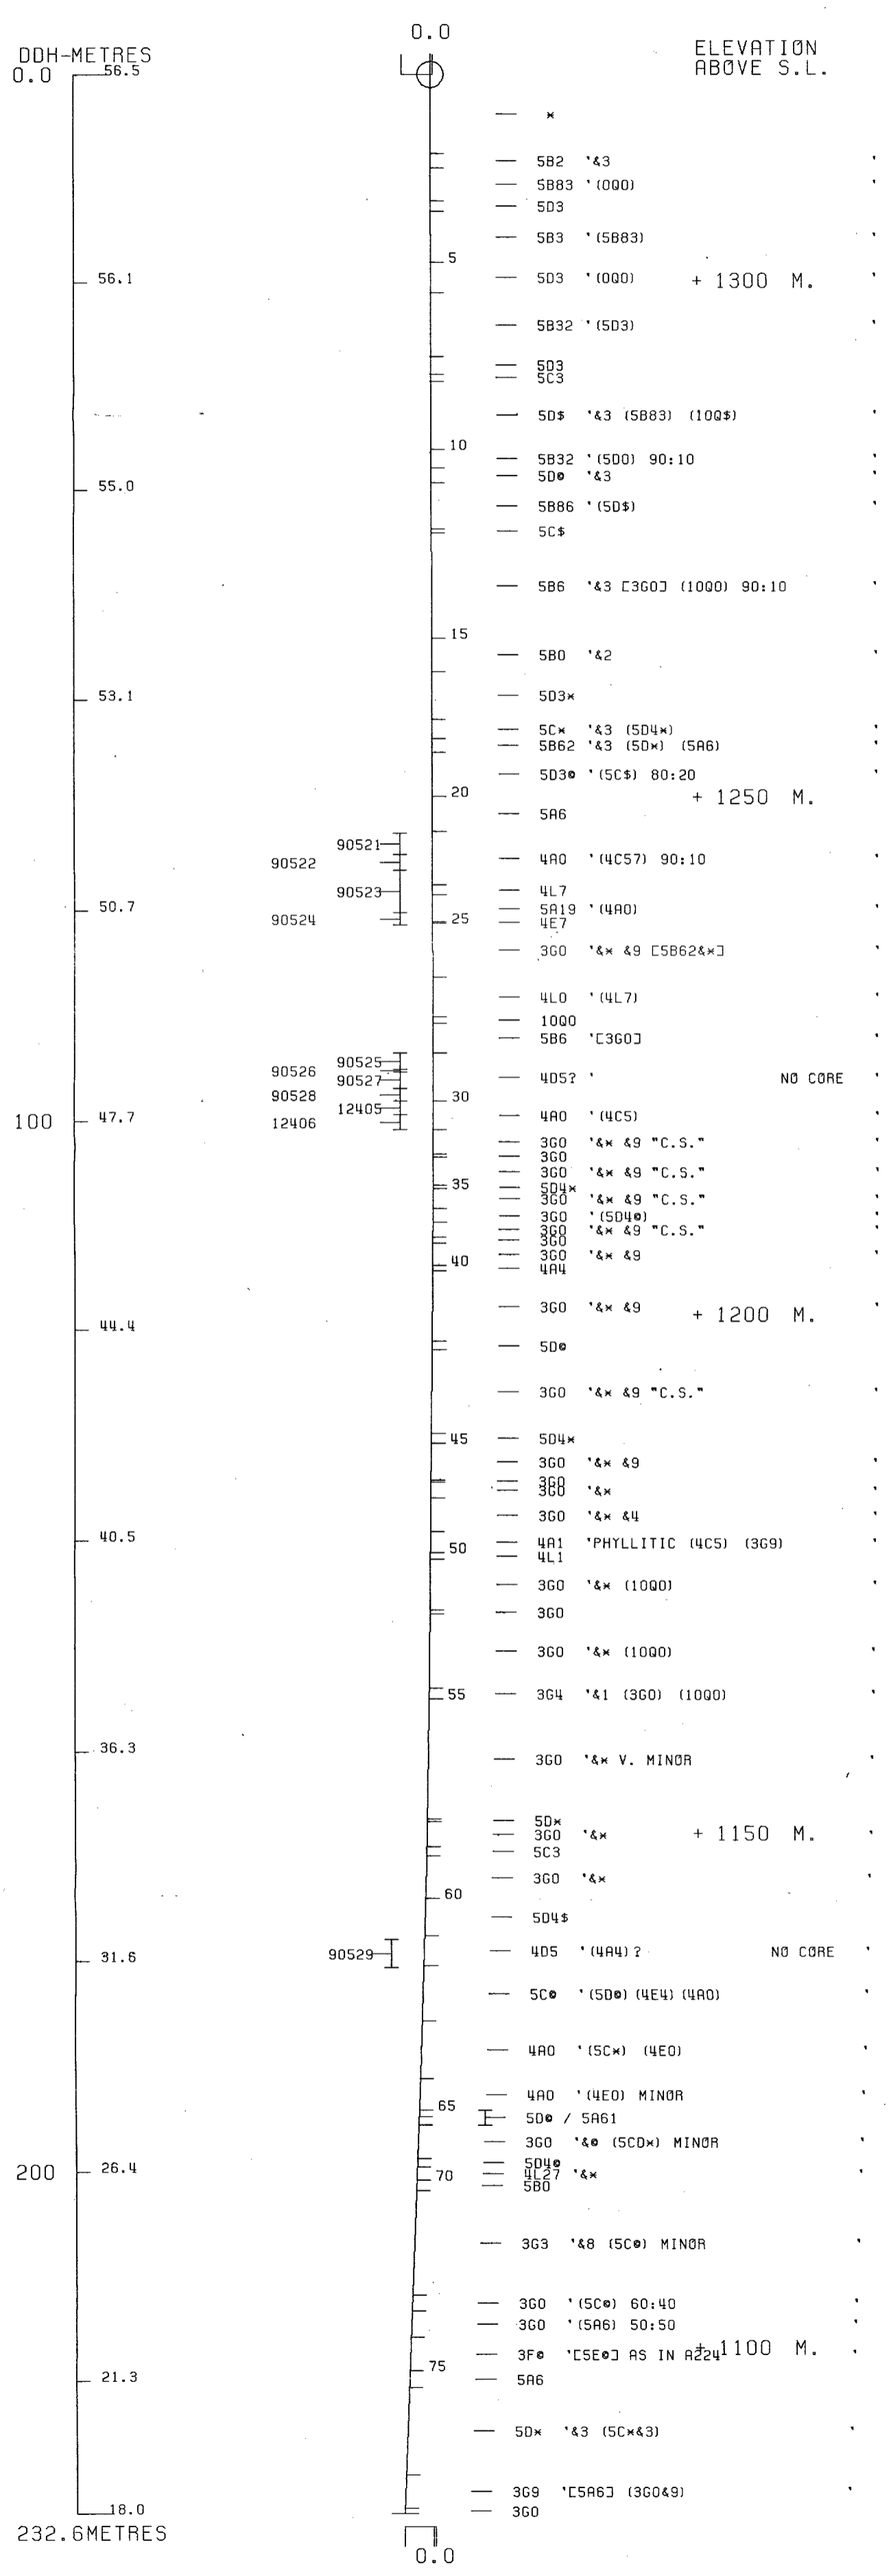 0.0
DDH-METRES
ELEVATIØN
ABØVE S.L.
0.0 56.5
*
5B2 '&3
5B83 '(0Q0)
5D3
5B3 '(5B83)
5
56.1
5D3 '(0Q0) + 1300 M.
5B32 '(5D3)
5D3
5C3
5D$ '&3 (5B83) (10Q$)
10
5B32 '(5D0) 90:10
5D@ '&3
55.0
5B86 '(5D$)
5C$
5B6 '&3 [3G0] (10Q0) 90:10
15
5B0 '&2
53.1
5D3*
5C* '&3 (5D4*)
5B62 '&3 (5D*) (5A6)
5D3@ '(5C$) 80:20
20
+ 1250 M.
5A6
90521
90522
4A0 '(4C57) 90:10
90523
4L7
50.7
5A19 '(4A0)
90524
25
4E7
3G0 '&* &9 [5B62&*]
4L0 '(4L7)
10Q0
5B6 '[3G0]
90525
90526
90527
4D5? ' NØ CØRE
90528
30
12405
100 47.7
12406
4A0 '(4C5)
3G0 '&* &9 "C.S."
3G0
3G0 '&* &9 "C.S."
35
5D4*
3G0 '&* &9 "C.S."
3G0 '(5D4@)
3G0 '&* &9 "C.S."
3G0
3G0 '&* &9
40
4A4
3G0 '&* &9 + 1200 M.
44.4
5D@
3G0 '&* &9 "C.S."
45
5D4*
3G0 '&* &9
3G0
3G0 '&*
3G0 '&* &4
40.5
4A1 'PHYLLITIC (4C5) (3G9)
50
4L1
3G0 '&* (10Q0)
3G0
3G0 '&* (10Q0)
55
3G4 '&1 (3G0) (10Q0)
36.3
3G0 '&* V. MINØR
5D*
3G0 '&* + 1150 M.
5C3
3G0 '&*
60
5D4$
90529
31.6
4D5 '(4A4)? NØ CØRE
5C@ '(5D@)(4E4)(4A0)
4A0 '(5C*) (4E0)
4A0 '(4E0) MINØR
65
5D@ / 5A61
3G0 '&@ (5CD*) MINØR
5D4@
200 26.4
70
4L27 '&*
5B0
3G3 '&8 (5C@) MINØR
3G0 '(5C@) 60:40
3G0 '(5A6) 50:50
3F@ '[5E@] AS IN A224
+ 1100 M.
75
21.3
5A6
5D* '&3 (5C*&3)
3G9 '[5A6] (3G0&9)
18.0
3G0
232.6METRES
0.0